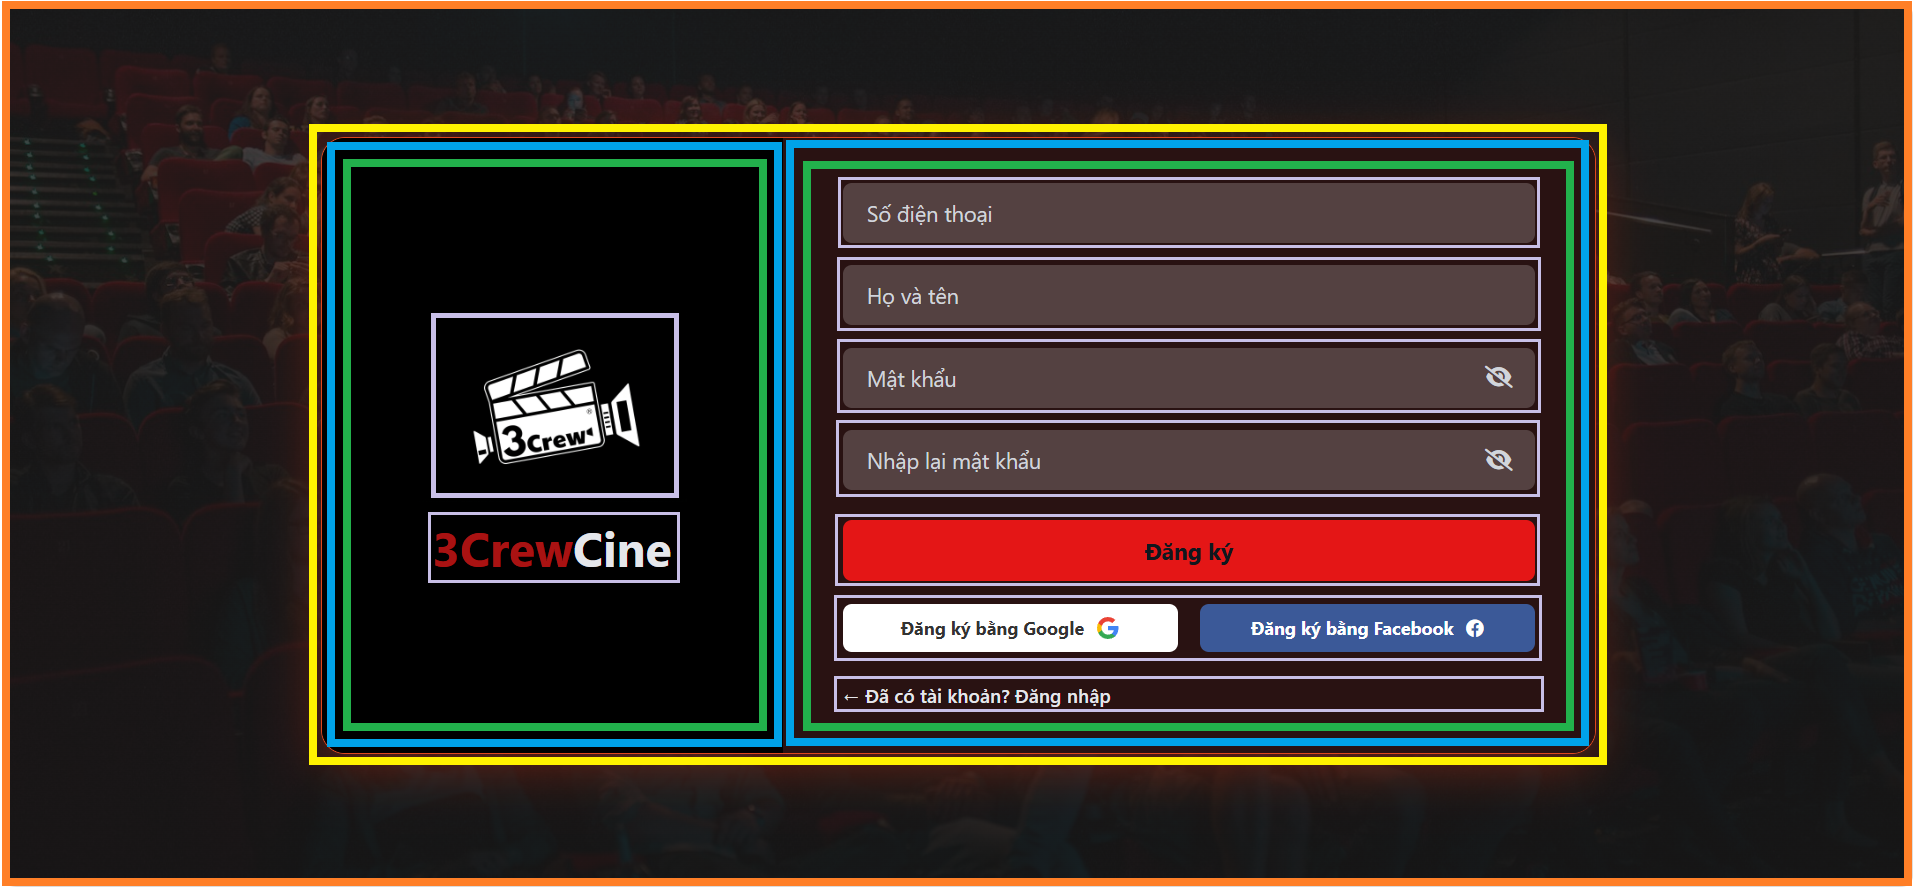 3Crew
3CrewCine
Số điện thoại
Họ và tên
Mật khẩu
Nhập lại mật khẩu
Đăng ký
Đăng ký bằng Google
Đăng ký bằng Facebook
← Đã có tài khoản? Đăng nhập